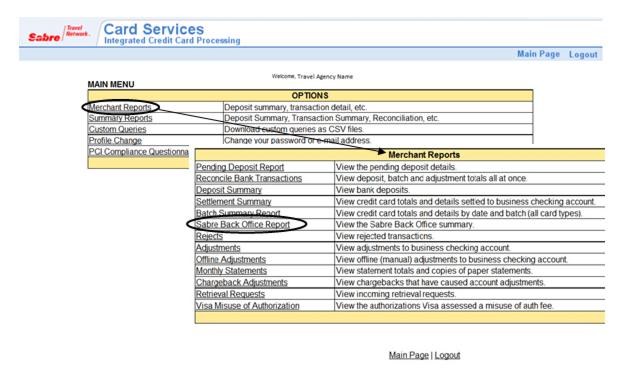 Sabre Travel Network. Card Services
Integrated Credit Card Processing
Main Page Logout
Welcome, Travel Agency Name
MAIN MENU
OPTIONS
Merchant Reports Deposit summary, transaction detail, etc.
Summary Reports Deposit Summary, Transaction Summary, Reconciliation, etc.
Custom Queries Download custom queries as CSV files.
Profile Change Change your password or e-mail address.
PCI Compliance Questionna
Merchant Reports
Pending Deposit Report View the pending deposit details.
Reconcile Bank Transactions View deposit, batch and adjustment totals all at once.
Deposit Summary View bank deposits.
Settlement Summary View credit card totals and details settled to business checking account.
Batch Summary Report View credit card totals and details by date and batch (all card types).
Sabre Back Office Report View the Sabre Back Office summary.
Rejects View rejected transactions.
Adjustments View adjustments to business checking account.
Offline Adjustments View offline (manual) adjustments to business checking account.
Monthly Statements View statement totals and copies of paper statements.
Chargeback Adjustments View chargebacks that have caused account adjustments.
Retrieval Requests View incoming retrieval requests.
Visa Misuse of Authorization View the authorizations Visa assessed a misuse of auth fee.
Main Page | Logout